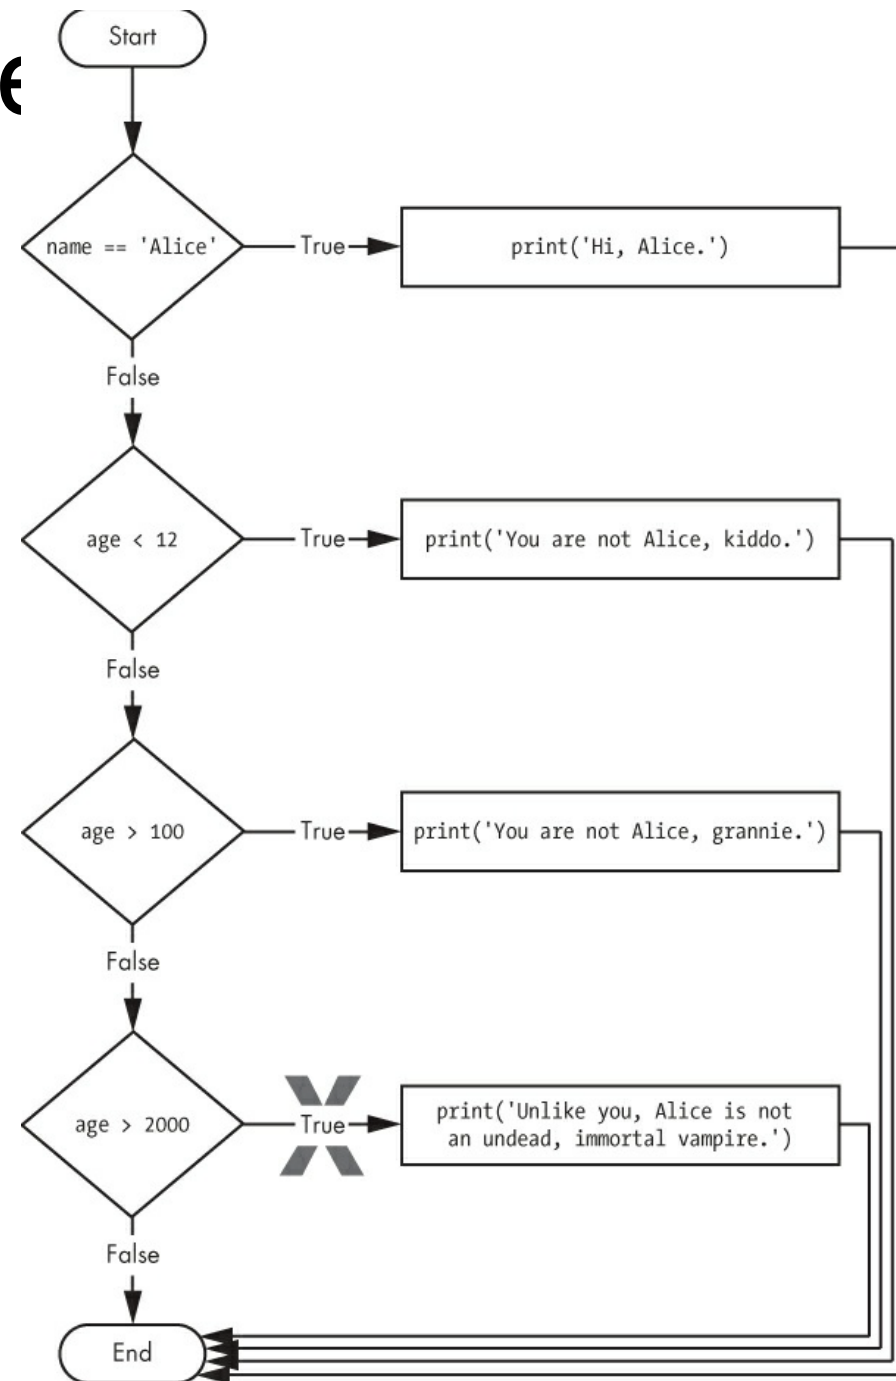 Start
name == 'Alice'
True
print('Hi, Alice.')
False
age < 12
True
print('You are not Alice, kiddo.')
False
age > 100
True
print('You are not Alice, grannie.')
False
age > 2000
True
print('Unlike you, Alice is not
an undead, immortal vampire.')
False
End